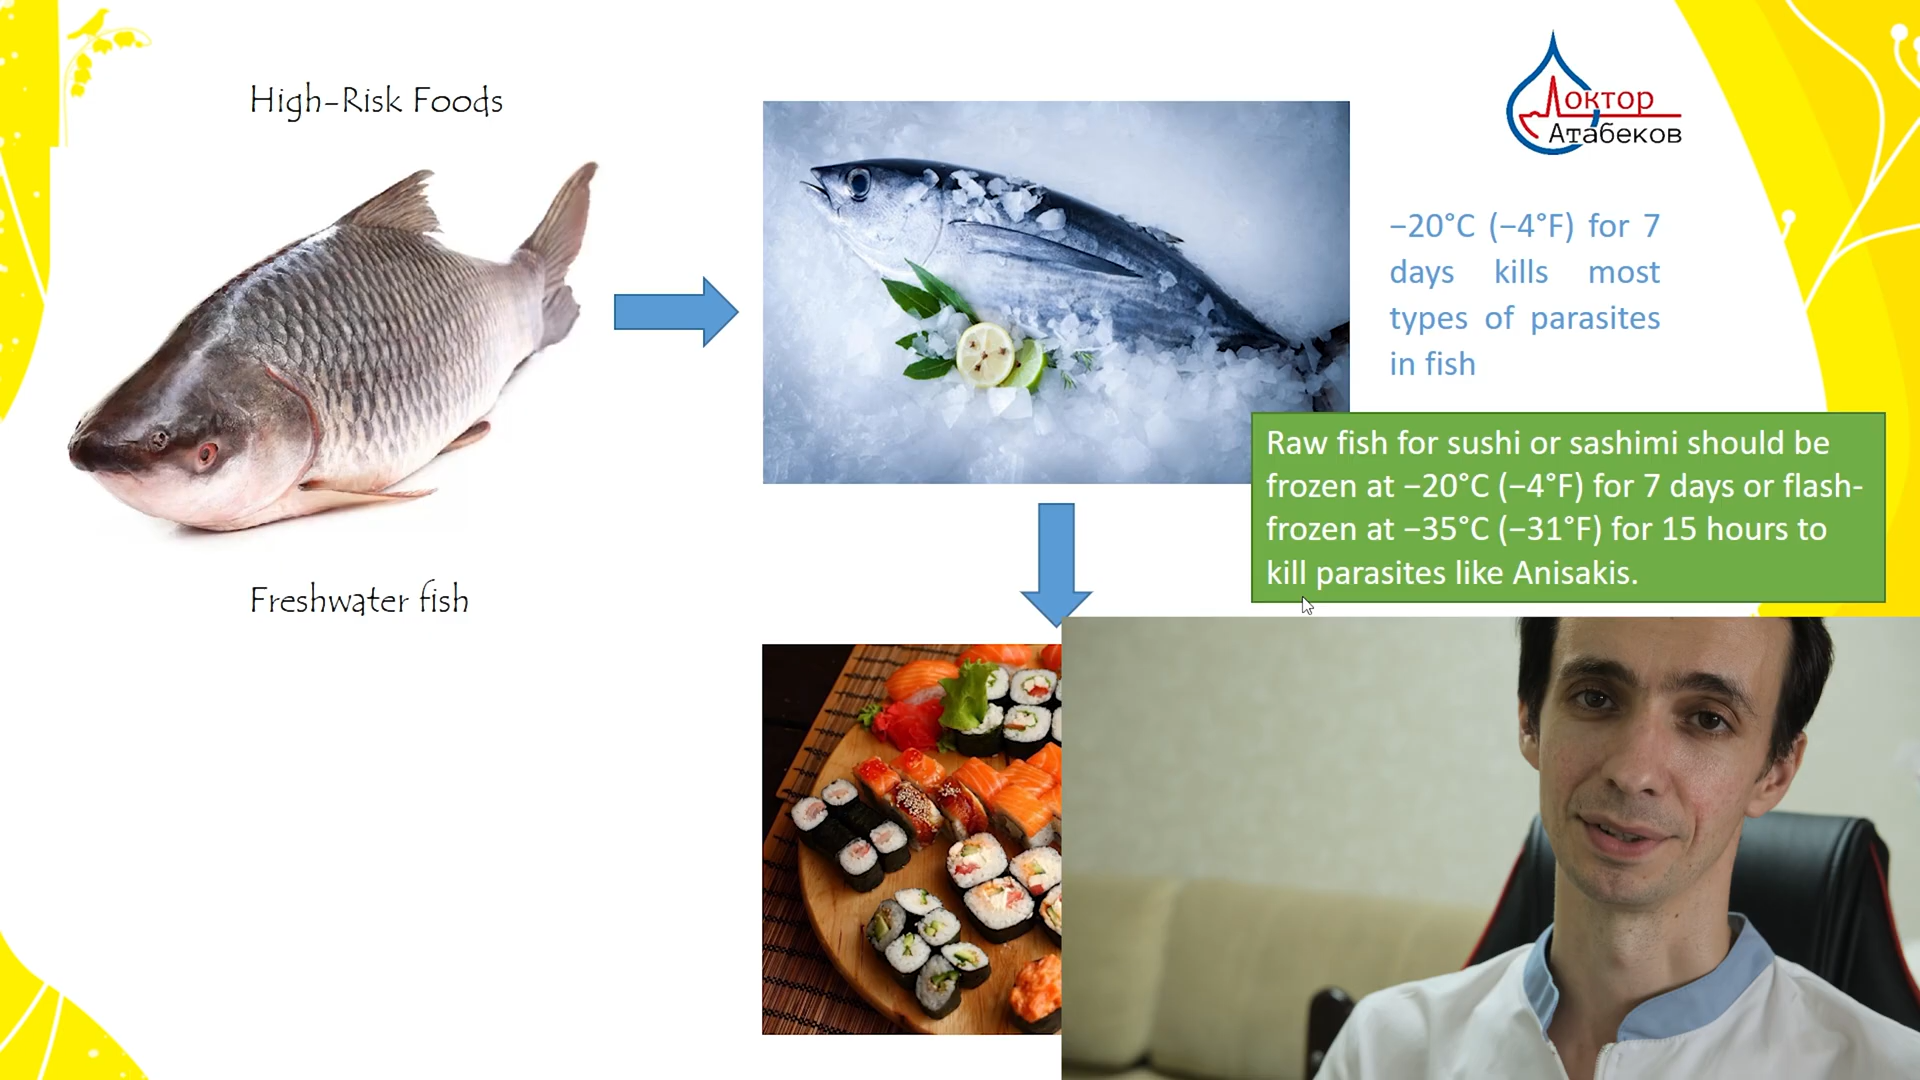 High-Risk Foods
Доктор
Атабеков
−20°C (−4°F) for 7
days kills most
types of parasites
in fish
Raw fish for sushi or sashimi should be
frozen at −20°C (−4°F) for 7 days or flash-
frozen at −35°C (−31°F) for 15 hours to
kill parasites like Anisakis.
Freshwater fish